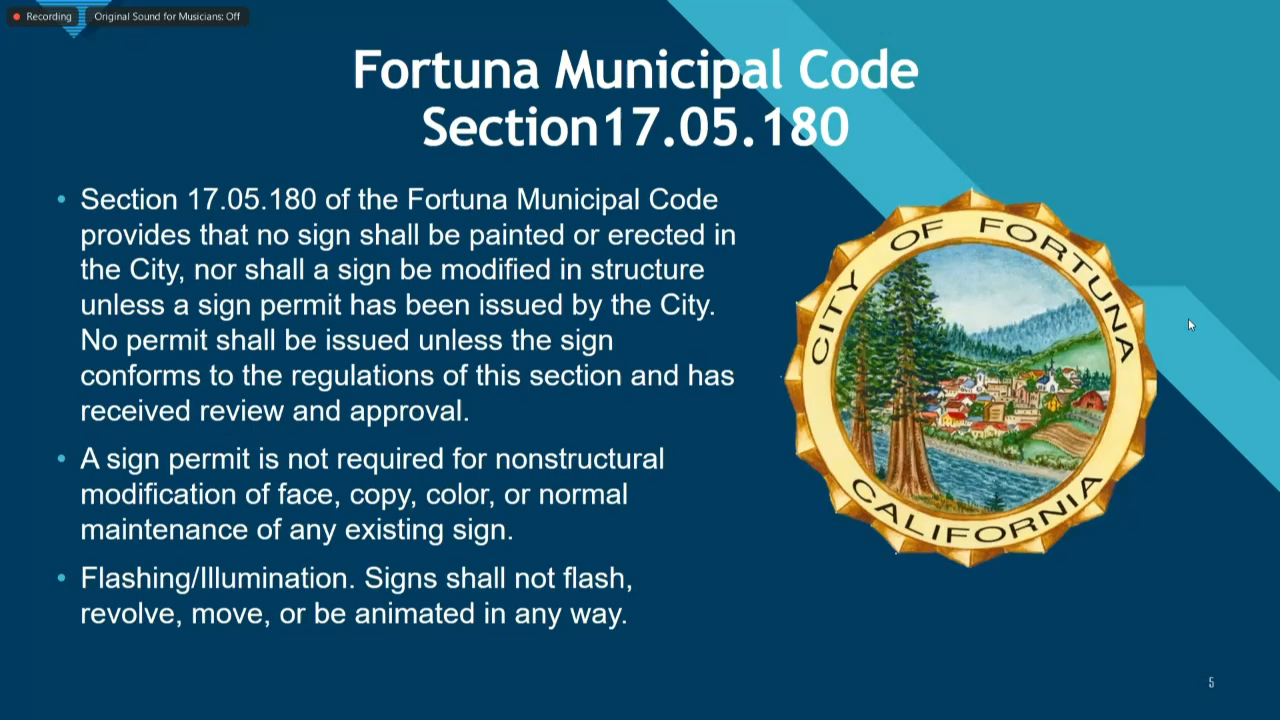 Recording
Original Sound for Musicians: Off
Fortuna Municipal Code
Section17.05.180
• Section 17.05.180 of the Fortuna Municipal Code
provides that no sign shall be painted or erected in
the City, nor shall a sign be modified in structure
unless a sign permit has been issued by the City.
No permit shall be issued unless the sign
conforms to the regulations of this section and has
received review and approval.
• A sign permit is not required for nonstructural
modification of face, copy, color, or normal
maintenance of any existing sign.
• Flashing/Illumination. Signs shall not flash,
revolve, move, or be animated in any way.
CITY OF FORTUNA
CALIFORNIA
5